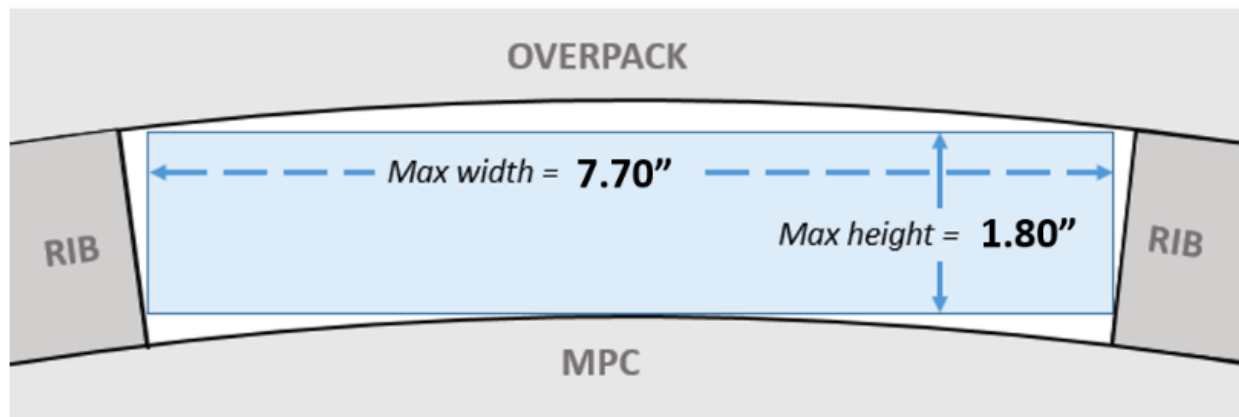 OVERPACK
Max width = 7.70”
Max height = 1.80”
RIB
RIB
MPC